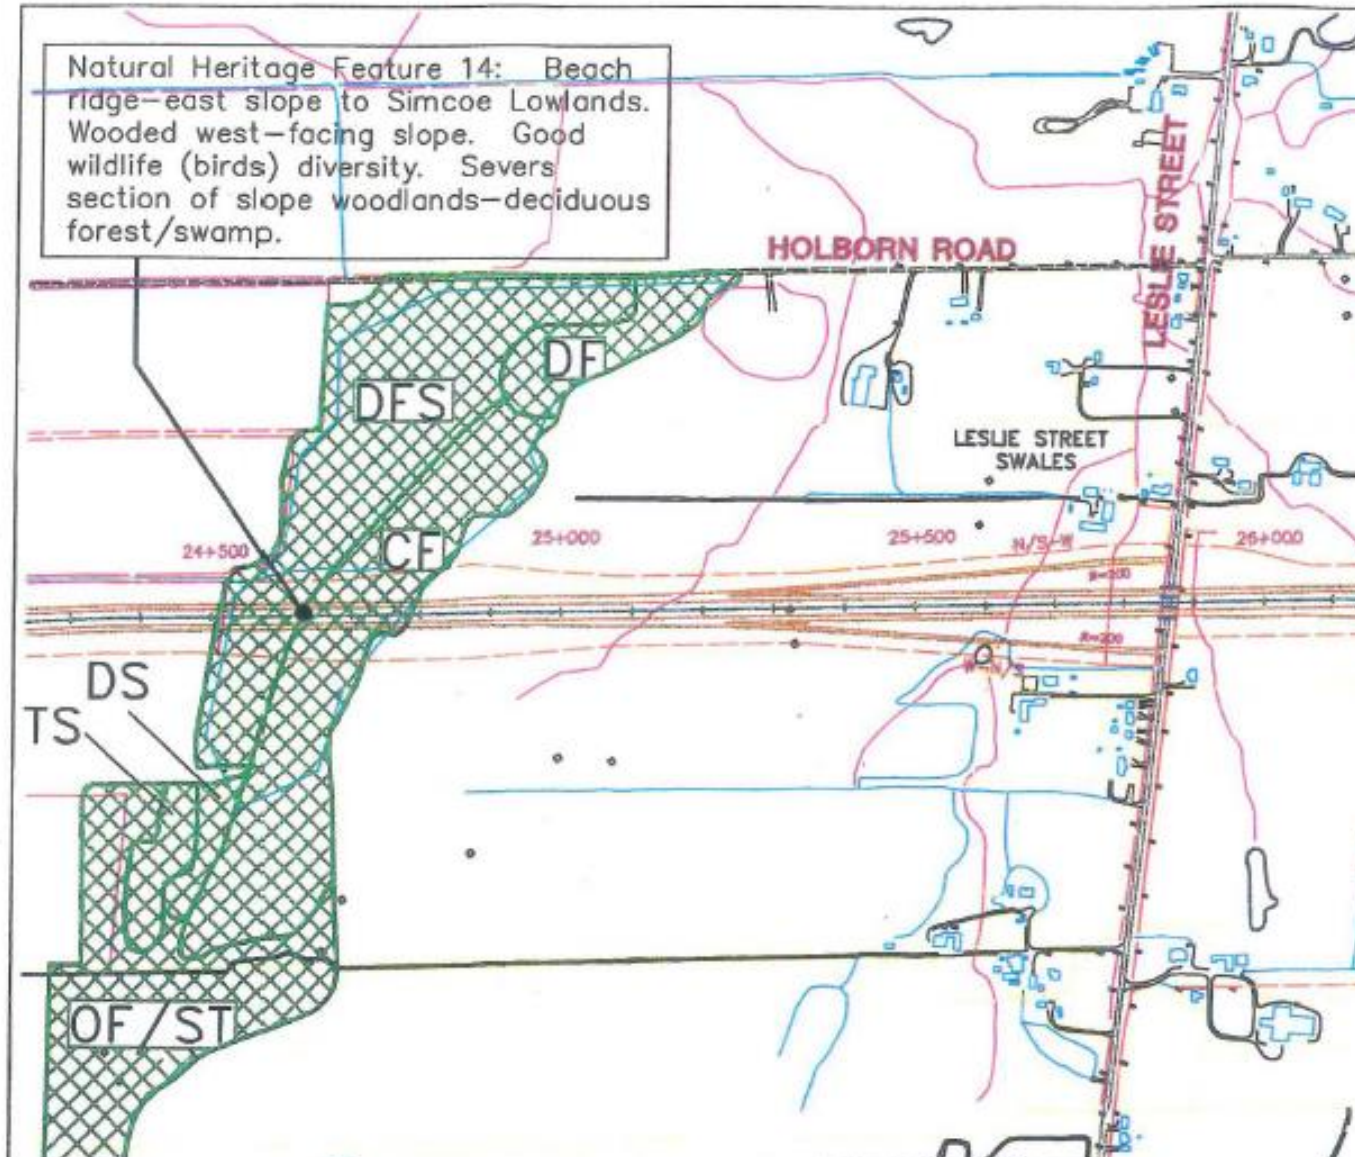 Natural Heritage Feature 14: Beach
ridge-east slope to Simcoe Lowlands.
Wooded west-facing slope. Good
wildlife (birds) diversity. Severs
section of slope woodlands-deciduous
forest/swamp.
HOLBORN ROAD
LESLIE STREET
DF
DFS
LESLIE STREET
SWALES
CF
24+500
25+000
25+500
N/S-W
26+000
R=200
R=200
DS
TS
OF/ST